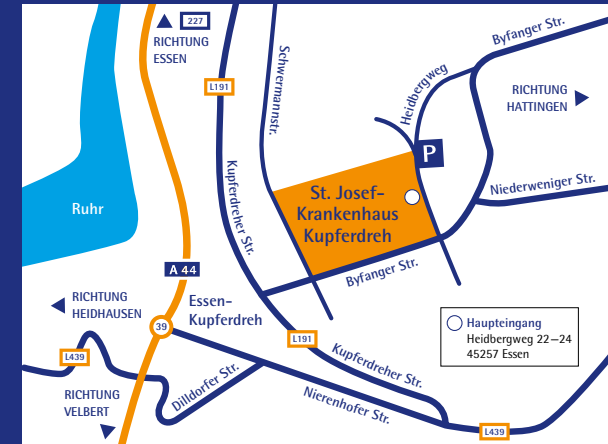 227
RICHTUNG
ESSEN
Byfanger Str.
Schwermannstr.
Heidbergweg
L191
RICHTUNG
HATTINGEN
P
St. Josef-
Krankenhaus
Kupferdreh
Niederweniger Str.
Ruhr
Kupferdreher Str.
A 44
Byfanger Str.
RICHTUNG
HEIDHAUSEN
Essen-
Kupferdreh
39
L191
Haupteingang
Heidbergweg 22–24
45257 Essen
L439
Kupferdreher Str.
RICHTUNG
VELBERT
Dilldorfer Str.
Nierenhofer Str.
L439